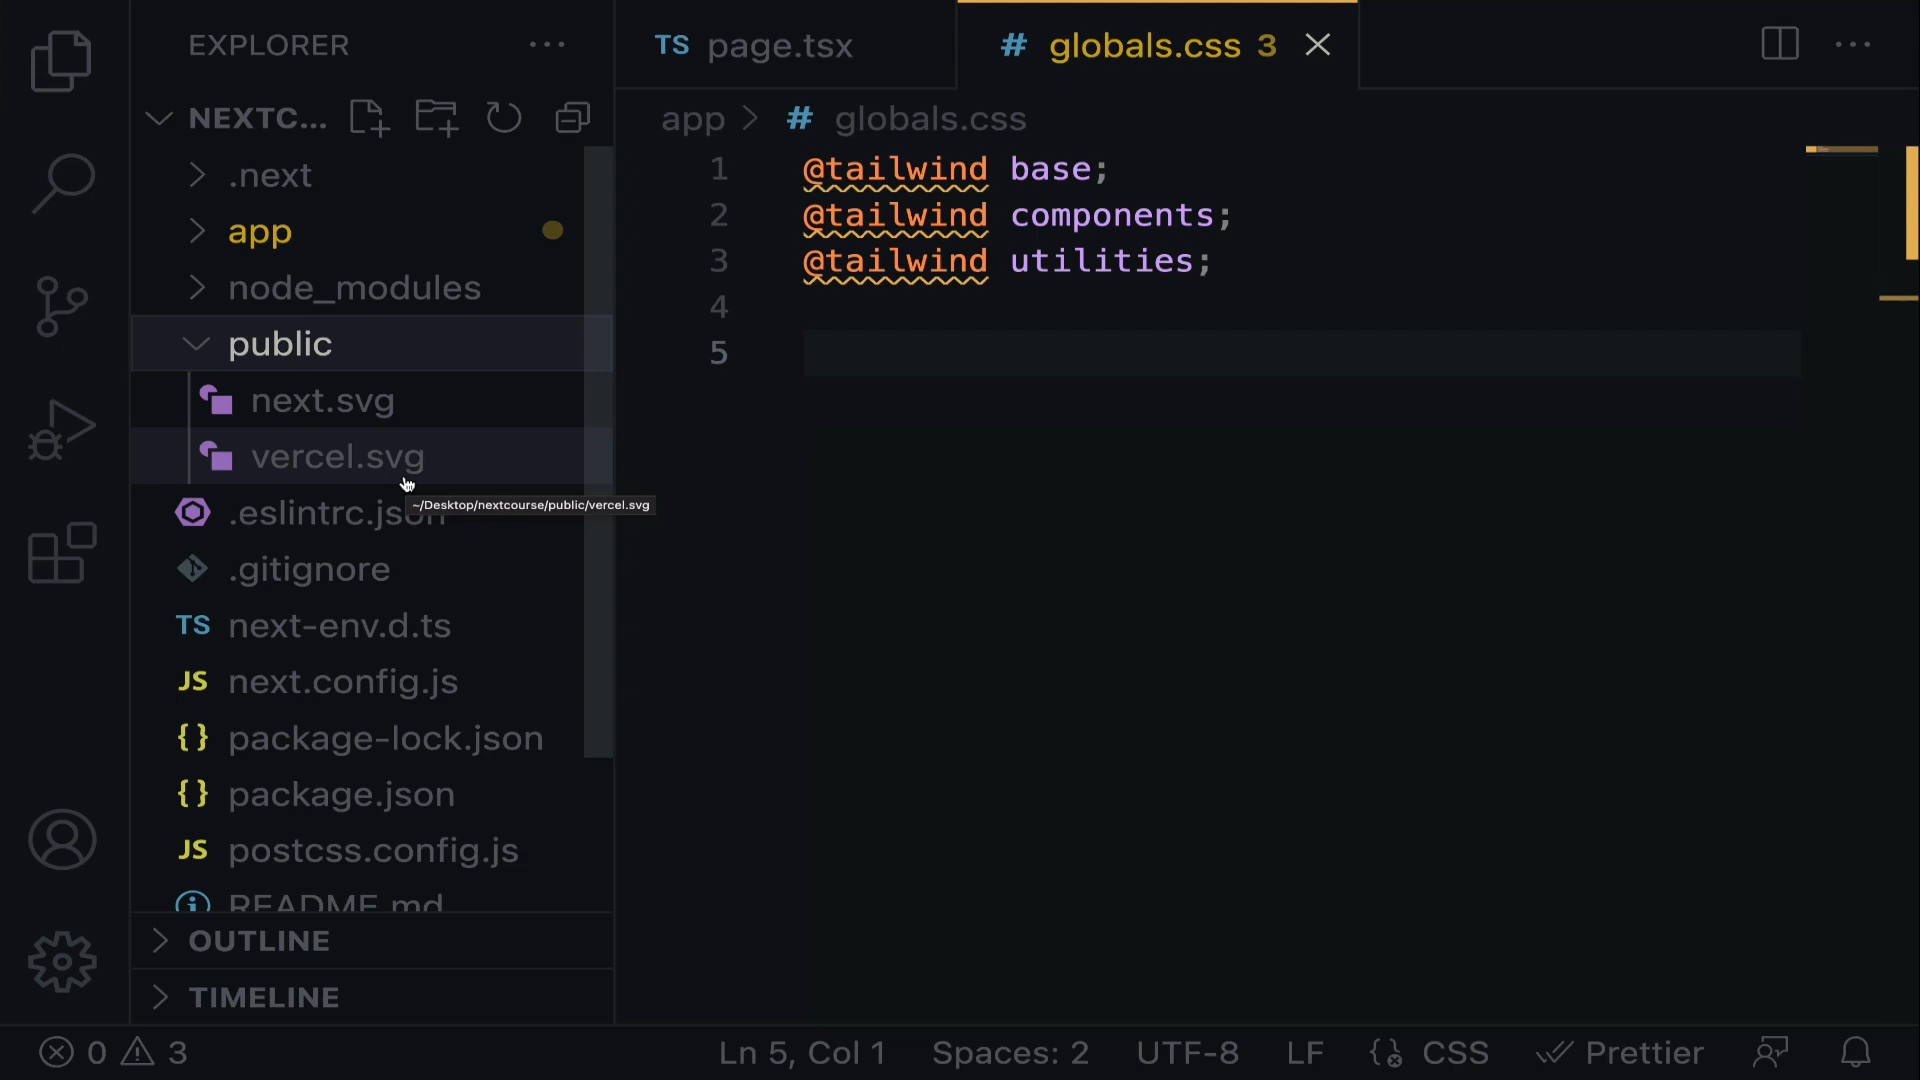 EXPLORER
TS page.tsx
# globals.css 3
NEXTC...
app > # globals.css
.next
app
node_modules
public
next.svg
vercel.svg
~/Desktop/nextcourse/public/vercel.svg
.eslintrc.json
.gitignore
TS next-env.d.ts
JS next.config.js
{} package-lock.json
{} package.json
JS postcss.config.js
README.md
OUTLINE
TIMELINE
1 @tailwind base;
2 @tailwind components;
3 @tailwind utilities;
4
5
0 3
Ln 5, Col 1
Spaces: 2
UTF-8
LF
CSS
Prettier